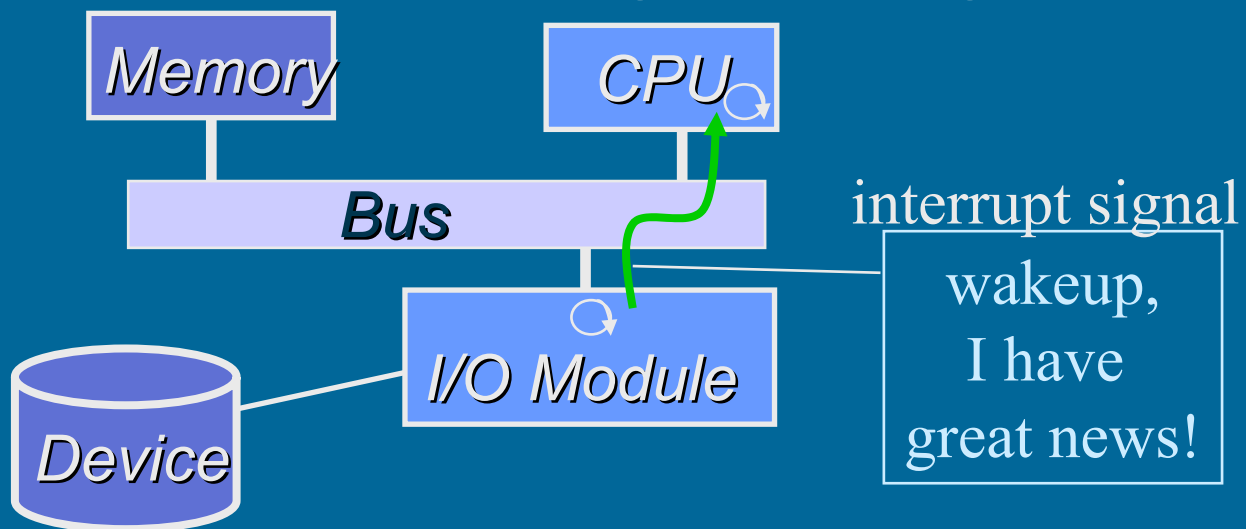 Memory
CPU
Bus
interrupt signal
wakeup,
I have
great news!
I/O Module
Device